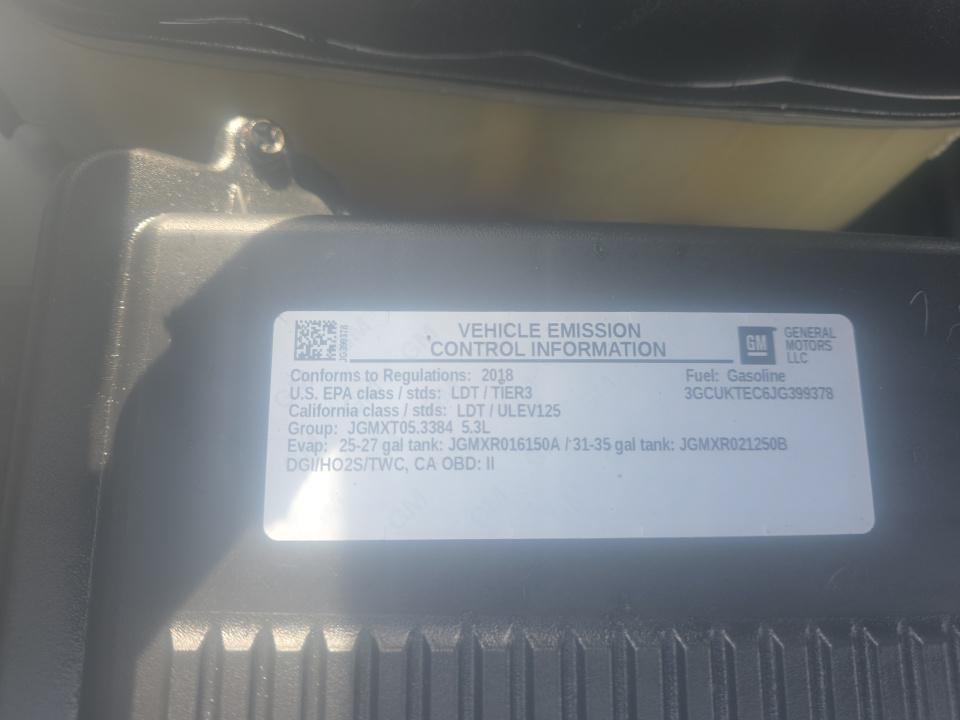 VEHICLE EMISSION
CONTROL INFORMATION
JG399378
GM
GENERAL
MOTORS
LLC
Conforms to Regulations: 2018
Fuel: Gasoline
U.S. EPA class / stds: LDT / TIER3
3GCUKTEC6JG399378
California class / stds: LDT / ULEV125
Group: JGMXT05.3384 5.3L
Evap: 25-27 gal tank: JGMXR016150A / 31-35 gal tank: JGMXR021250B
DGI/HO2S/TWC, CA OBD: II